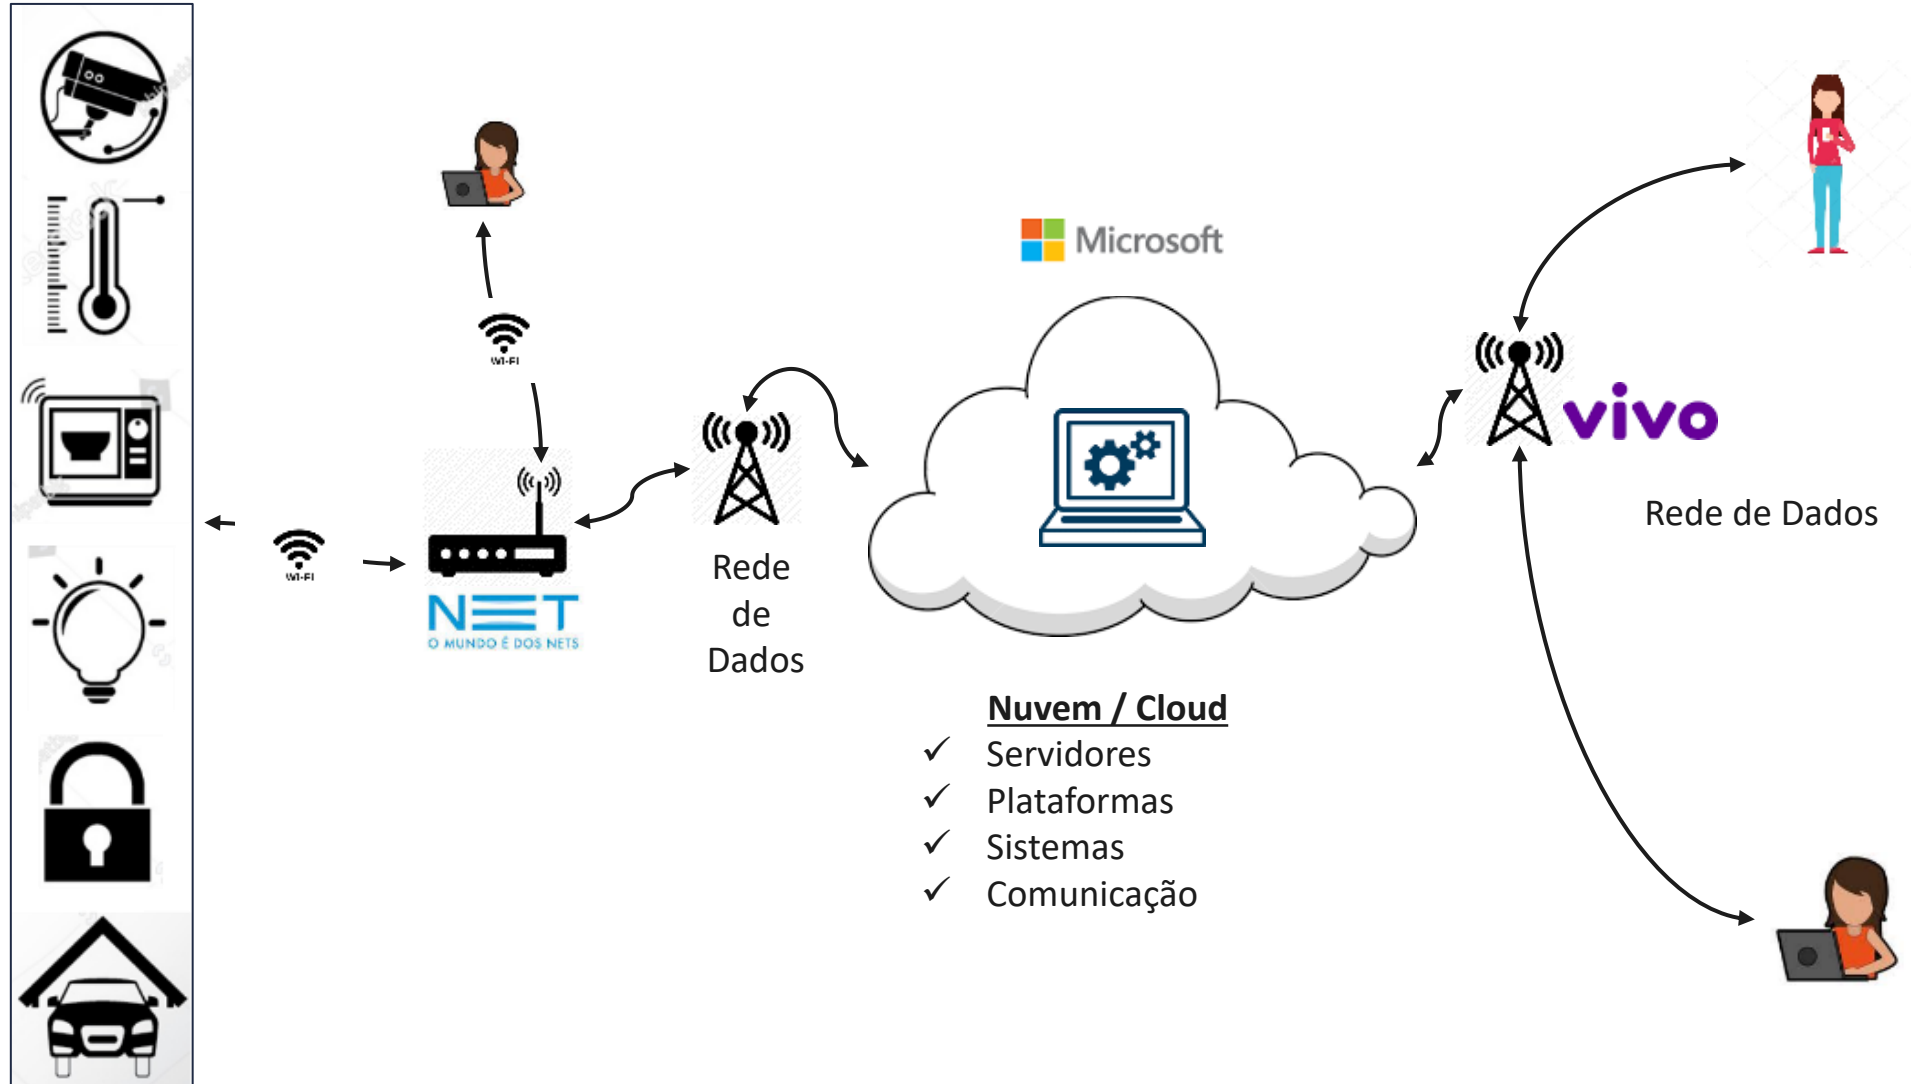 Microsoft
WI-FI
vivo
Rede de Dados
WI-FI
NET
O MUNDO É DOS NETS
Rede
de
Dados
Nuvem / Cloud
✓ Servidores
✓ Plataformas
✓ Sistemas
✓ Comunicação